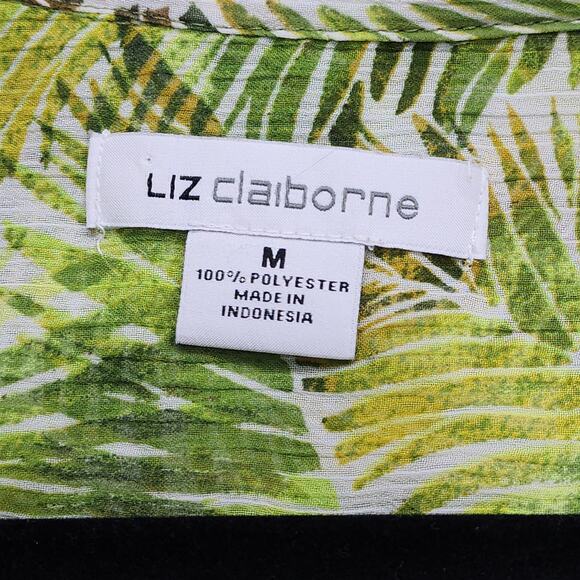 LIZ claiborne
M
100% POLYESTER
MADE IN
INDONESIA